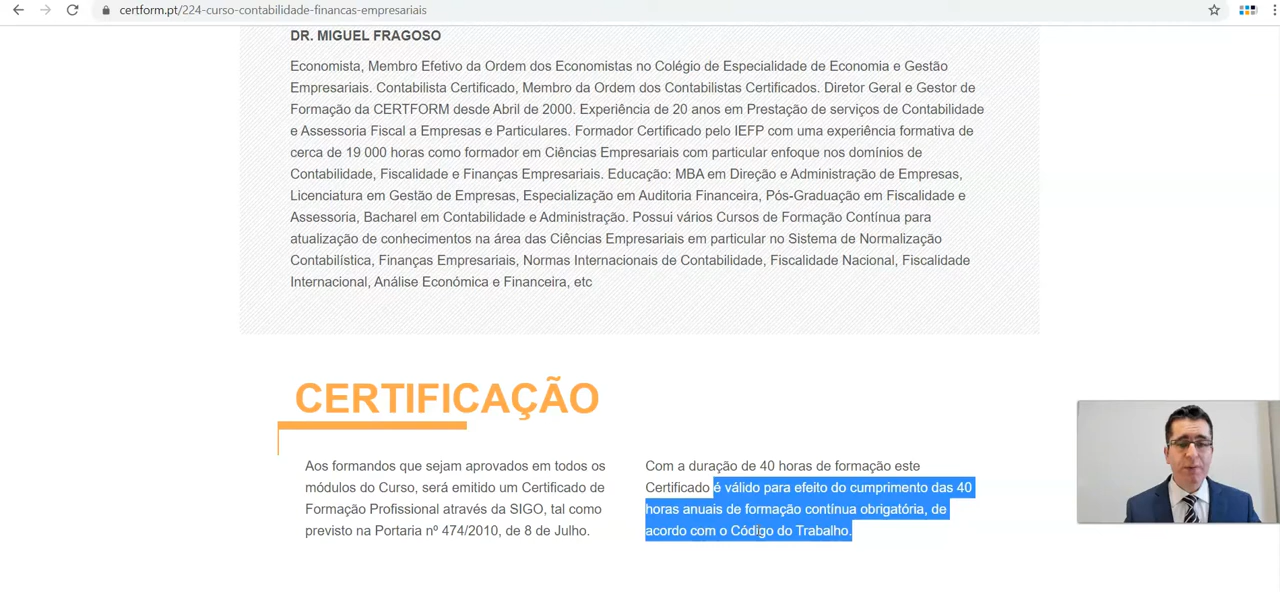 certform.pt/224-curso-contabilidade-financas-empresariais
DR. MIGUEL FRAGOSO
Economista, Membro Efetivo da Ordem dos Economistas no Colégio de Especialidade de Economia e Gestão
Empresariais. Contabilista Certificado, Membro da Ordem dos Contabilistas Certificados. Diretor Geral e Gestor de
Formação da CERTFORM desde Abril de 2000. Experiência de 20 anos em Prestação de serviços de Contabilidade
e Assessoria Fiscal a Empresas e Particulares. Formador Certificado pelo IEFP com uma experiência formativa de
cerca de 19 000 horas como formador em Ciências Empresariais com particular enfoque nos domínios de
Contabilidade, Fiscalidade e Finanças Empresariais. Educação: MBA em Direção e Administração de Empresas,
Licenciatura em Gestão de Empresas, Especialização em Auditoria Financeira, Pós-Graduação em Fiscalidade e
Assessoria, Bacharel em Contabilidade e Administração. Possui vários Cursos de Formação Contínua para
atualização de conhecimentos na área das Ciências Empresariais em particular no Sistema de Normalização
Contabilística, Finanças Empresariais, Normas Internacionais de Contabilidade, Fiscalidade Nacional, Fiscalidade
Internacional, Análise Económica e Financeira, etc
CERTIFICAÇÃO
Aos formandos que sejam aprovados em todos os
módulos do Curso, será emitido um Certificado de
Formação Profissional através da SIGO, tal como
previsto na Portaria nº 474/2010, de 8 de Julho.
Com a duração de 40 horas de formação este
Certificado é válido para efeito do cumprimento das 40
horas anuais de formação contínua obrigatória, de
acordo com o Código do Trabalho.